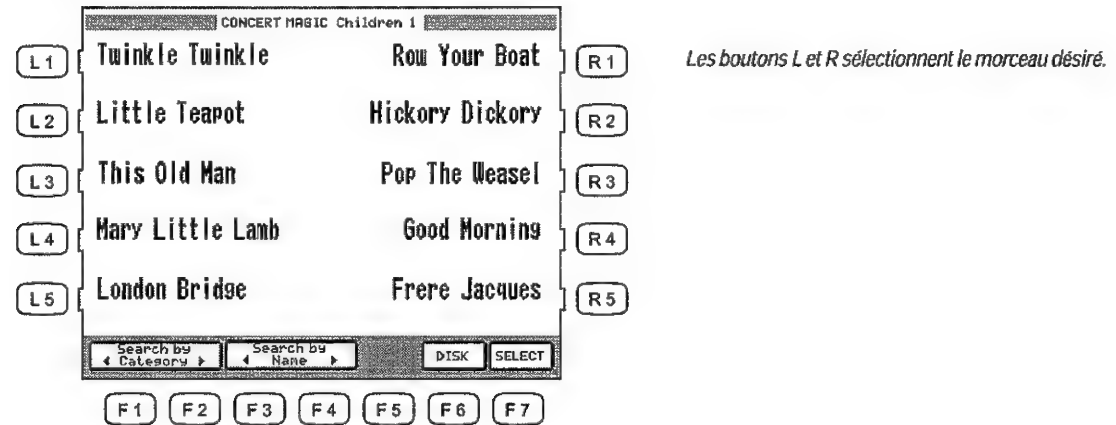 CONCERT MAGIC Children 1
L1 Twinkle Twinkle Row Your Boat R1 Les boutons L et R sélectionnent le morceau désiré.
L2 Little Teapot Hickory Dickory R2
L3 This Old Man Pop The Weasel R3
L4 Mary Little Lamb Good Morning R4
L5 London Bridge Frere Jacques R5
Search by Search by
Category Name DISK SELECT
F1 F2 F3 F4 F5 F6 F7